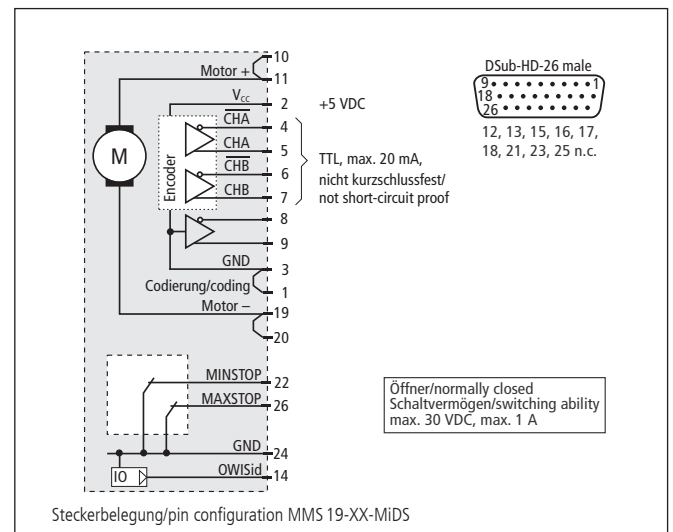 10
Motor +
11
V_CC
2
+5 VDC
C̅H̅A̅
4
CHA
5
C̅H̅B̅
6
CHB
7
TTL, max. 20 mA,
nicht kurzschlussfest/
not short-circuit proof
M
Encoder
8
9
GND
3
Codierung/coding
1
Motor –
19
20
MINSTOP
22
MAXSTOP
26
GND
24
IO
OWISid
14
DSub-HD-26 male
9 1
18
26
12, 13, 15, 16, 17,
18, 21, 23, 25 n.c.
Öffner/normally closed
Schaltvermögen/switching ability
max. 30 VDC, max. 1 A
Steckerbelegung/pin configuration MMS 19-XX-MiDS